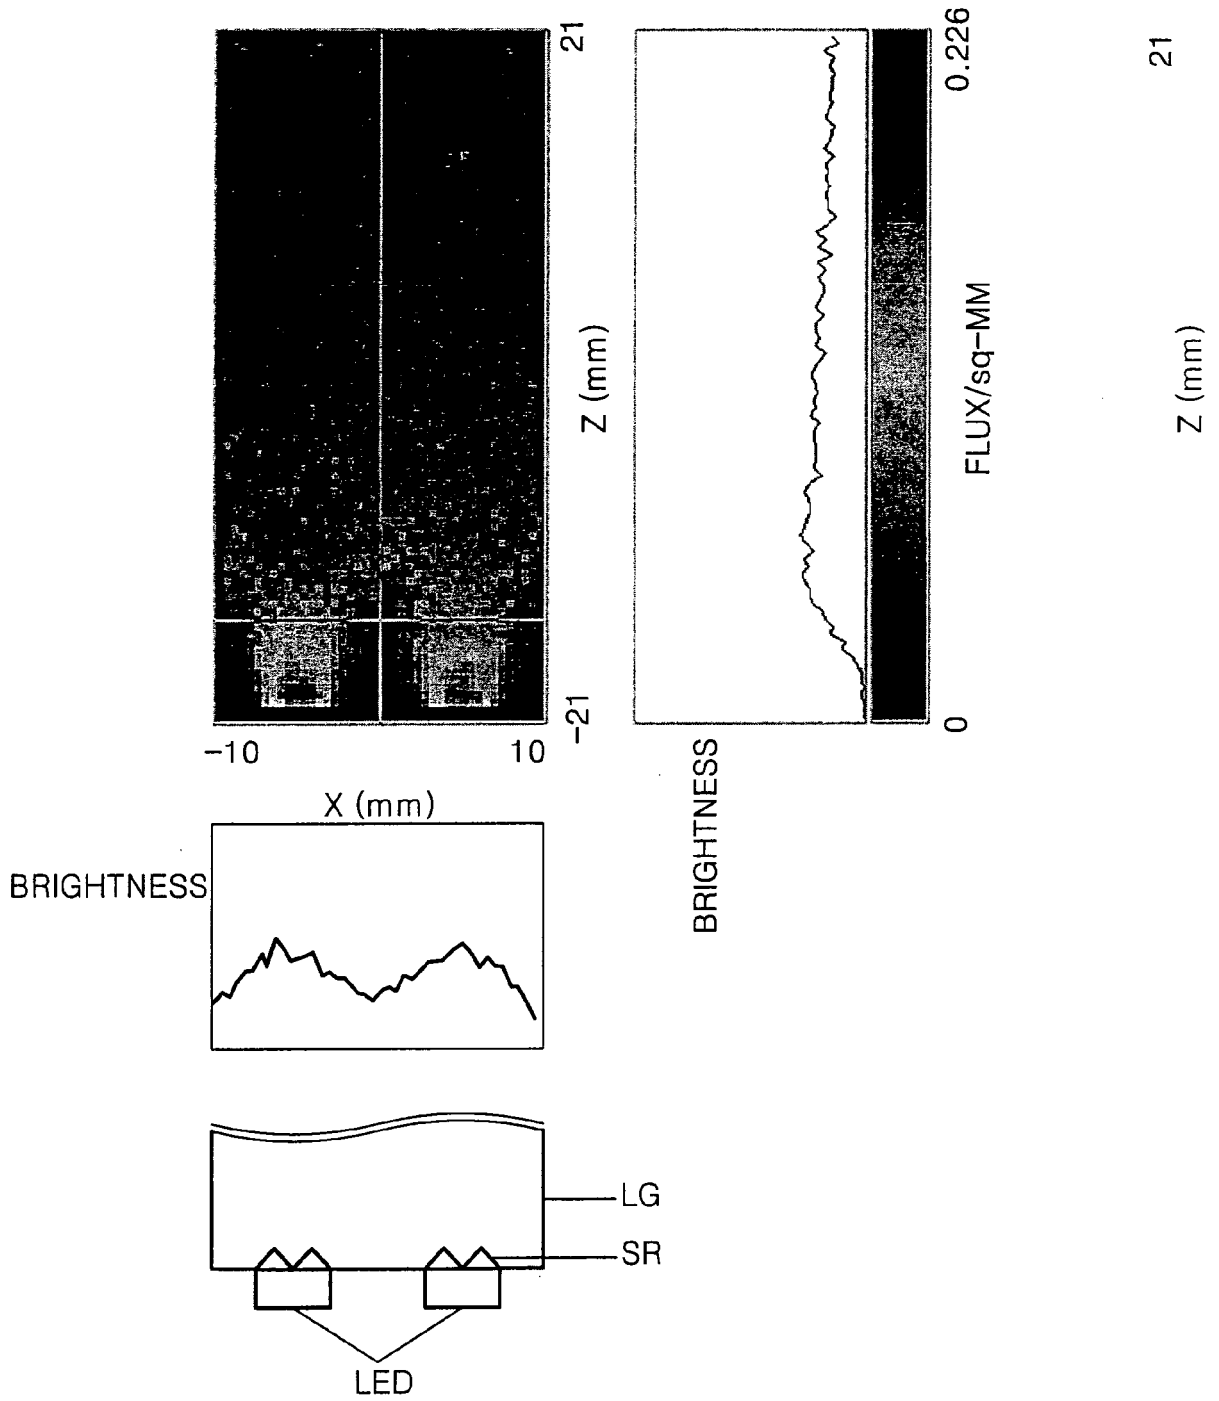 21
0.226
21
Z (mm)
FLUX/sq-MM
Z (mm)
-21
0
-10
10
X (mm)
BRIGHTNESS
BRIGHTNESS
LG
SR
LED